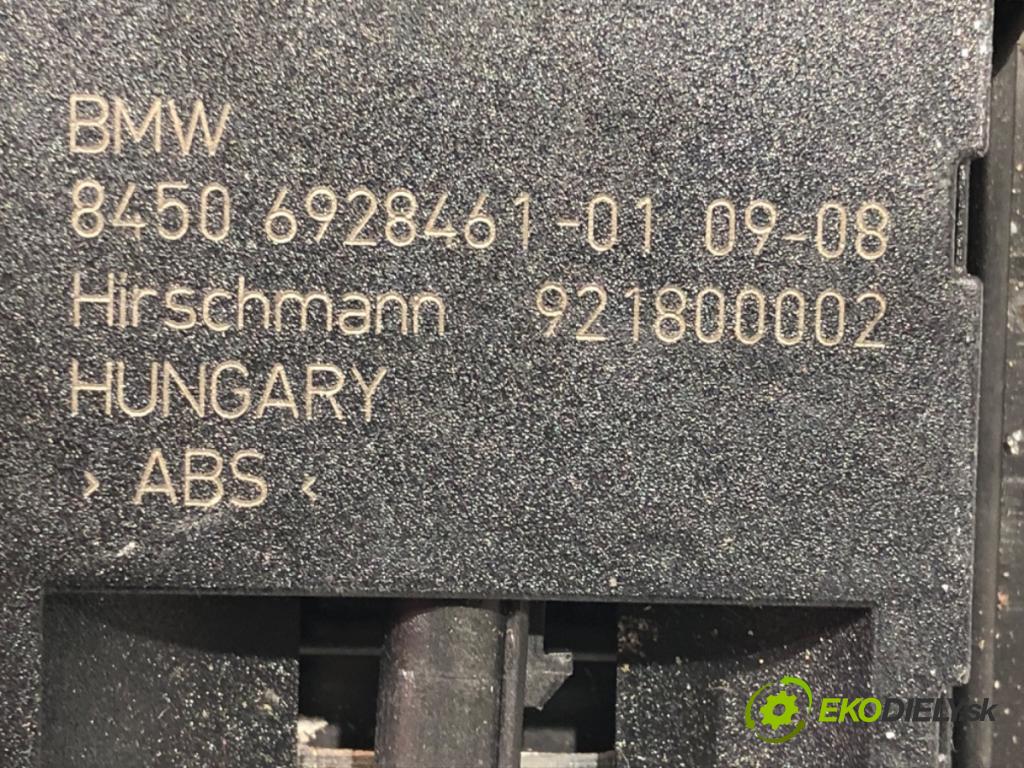 BMW
8450 6928461-01 09-08
Hirschmann 921800002
HUNGARY
> ABS <
EKODIELY.sk